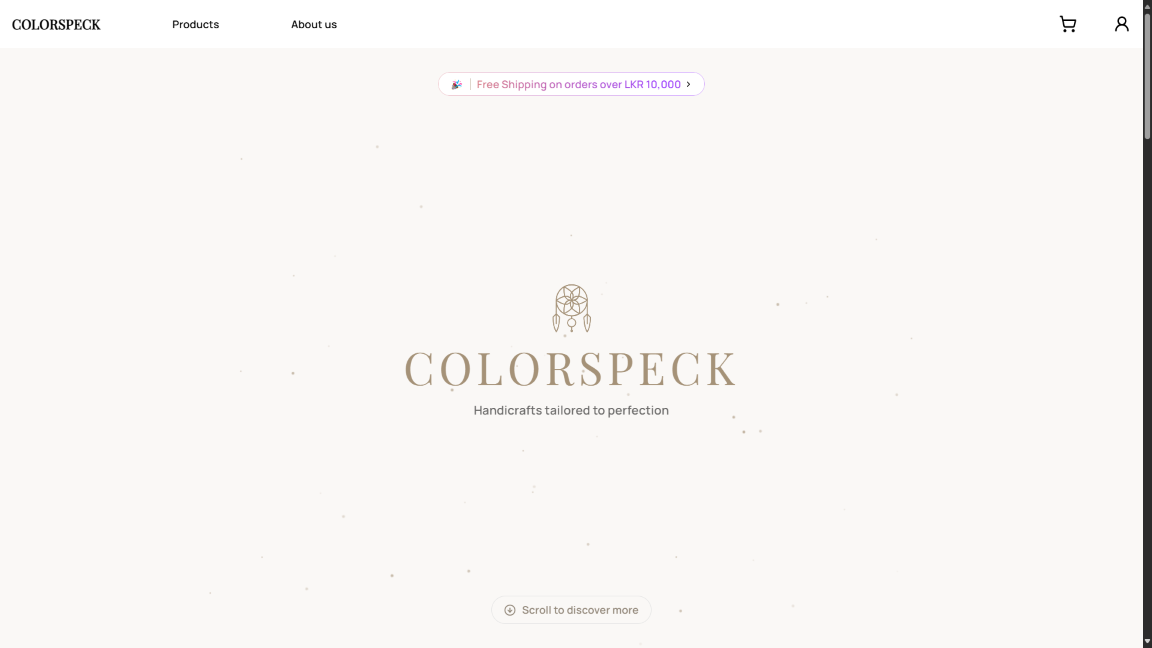 COLORSPECK
Products
About us
🎉 Free Shipping on orders over LKR 10,000
COLORSPECK
Handicrafts tailored to perfection
Scroll to discover more